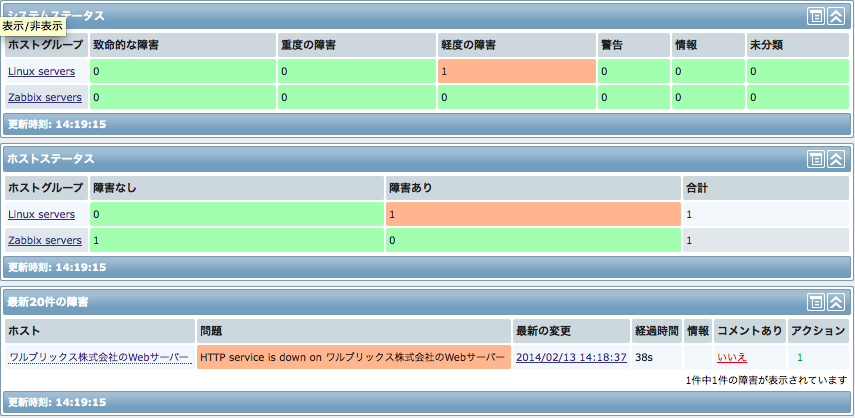 システムステータス
表示/非表示
ホストグループ 致命的な障害 重度の障害 軽度の障害 警告 情報 未分類
Linux servers 0 0 1 0 0 0
Zabbix servers 0 0 0 0 0 0
更新時刻: 14:19:15
ホストステータス
ホストグループ 障害なし 障害あり 合計
Linux servers 0 1 1
Zabbix servers 1 0 1
更新時刻: 14:19:15
最新20件の障害
ホスト 問題 最新の変更 経過時間 情報 コメントあり アクション
ワルブリックス株式会社のWebサーバー HTTP service is down on ワルブリックス株式会社のWebサーバー 2014/02/13 14:18:37 38s いいえ 1
1件中1件の障害が表示されています
更新時刻: 14:19:15